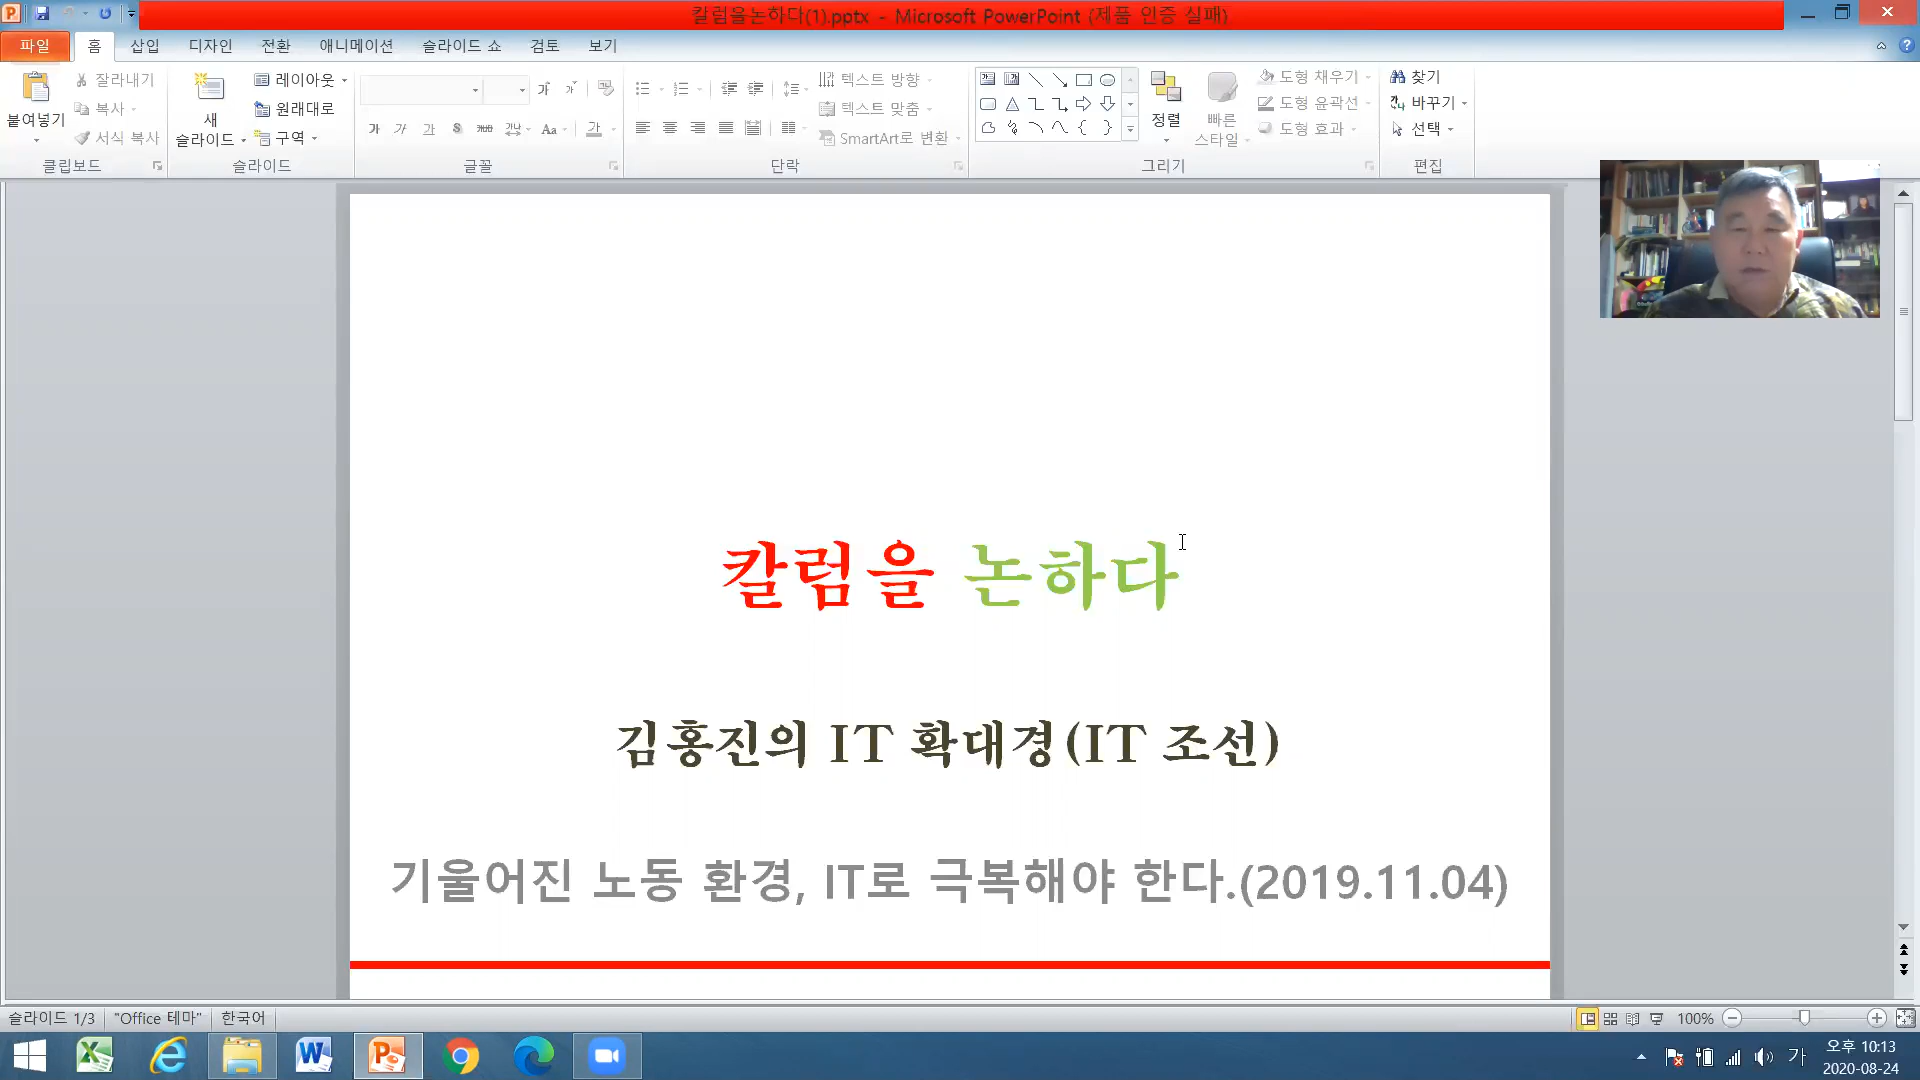 칼럼을논하다(1).pptx - Microsoft PowerPoint (제품 인증 실패)
파일 홈 삽입 디자인 전환 애니메이션 슬라이드 쇼 검토 보기
붙여넣기
잘라내기
복사
서식 복사
클립보드
새
슬라이드
레이아웃
원래대로
구역
슬라이드
가 가 가 S 가 Aa 가
글꼴
텍스트 방향
텍스트 맞춤
SmartArt로 변환
단락
정렬
빠른
스타일
도형 채우기
도형 윤곽선
도형 효과
그리기
찾기
바꾸기
선택
편집
칼럼을 논하다
김홍진의 IT 확대경(IT 조선)
기울어진 노동 환경, IT로 극복해야 한다.(2019.11.04)
슬라이드 1/3 "Office 테마" 한국어 100%
가 오후 10:13
2020-08-24